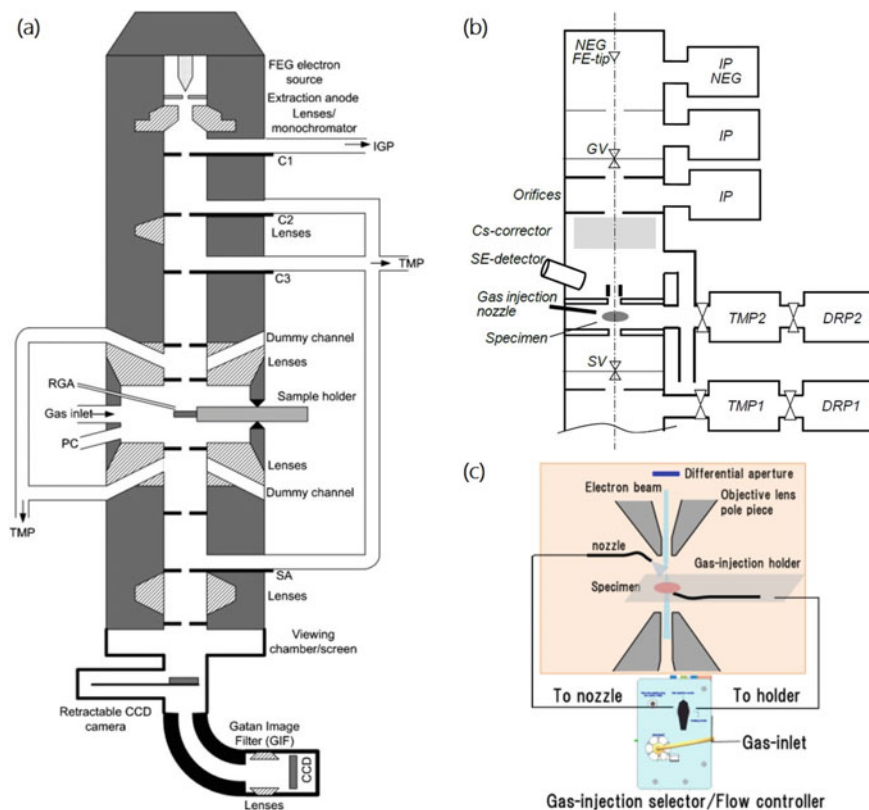 (a)
FEG electron
source
Extraction anode
Lenses/
monochromator
IGP
C1
C2
Lenses
TMP
C3
Dummy channel
Lenses
RGA
Sample holder
Gas inlet
PC
Lenses
Dummy channel
TMP
SA
Lenses
Viewing
chamber/screen
Retractable CCD
camera
Gatan Image
Filter (GIF)
CCD
Lenses
(b)
NEG
FE-tip
IP
NEG
IP
GV
IP
Orifices
Cs-corrector
SE-detector
Gas injection
nozzle
Specimen
TMP2
DRP2
SV
TMP1
DRP1
(c)
Differential aperture
Electron beam
Objective lens
pole piece
nozzle
Gas-injection holder
Specimen
To nozzle
To holder
Gas-inlet
Gas-injection selector/Flow controller